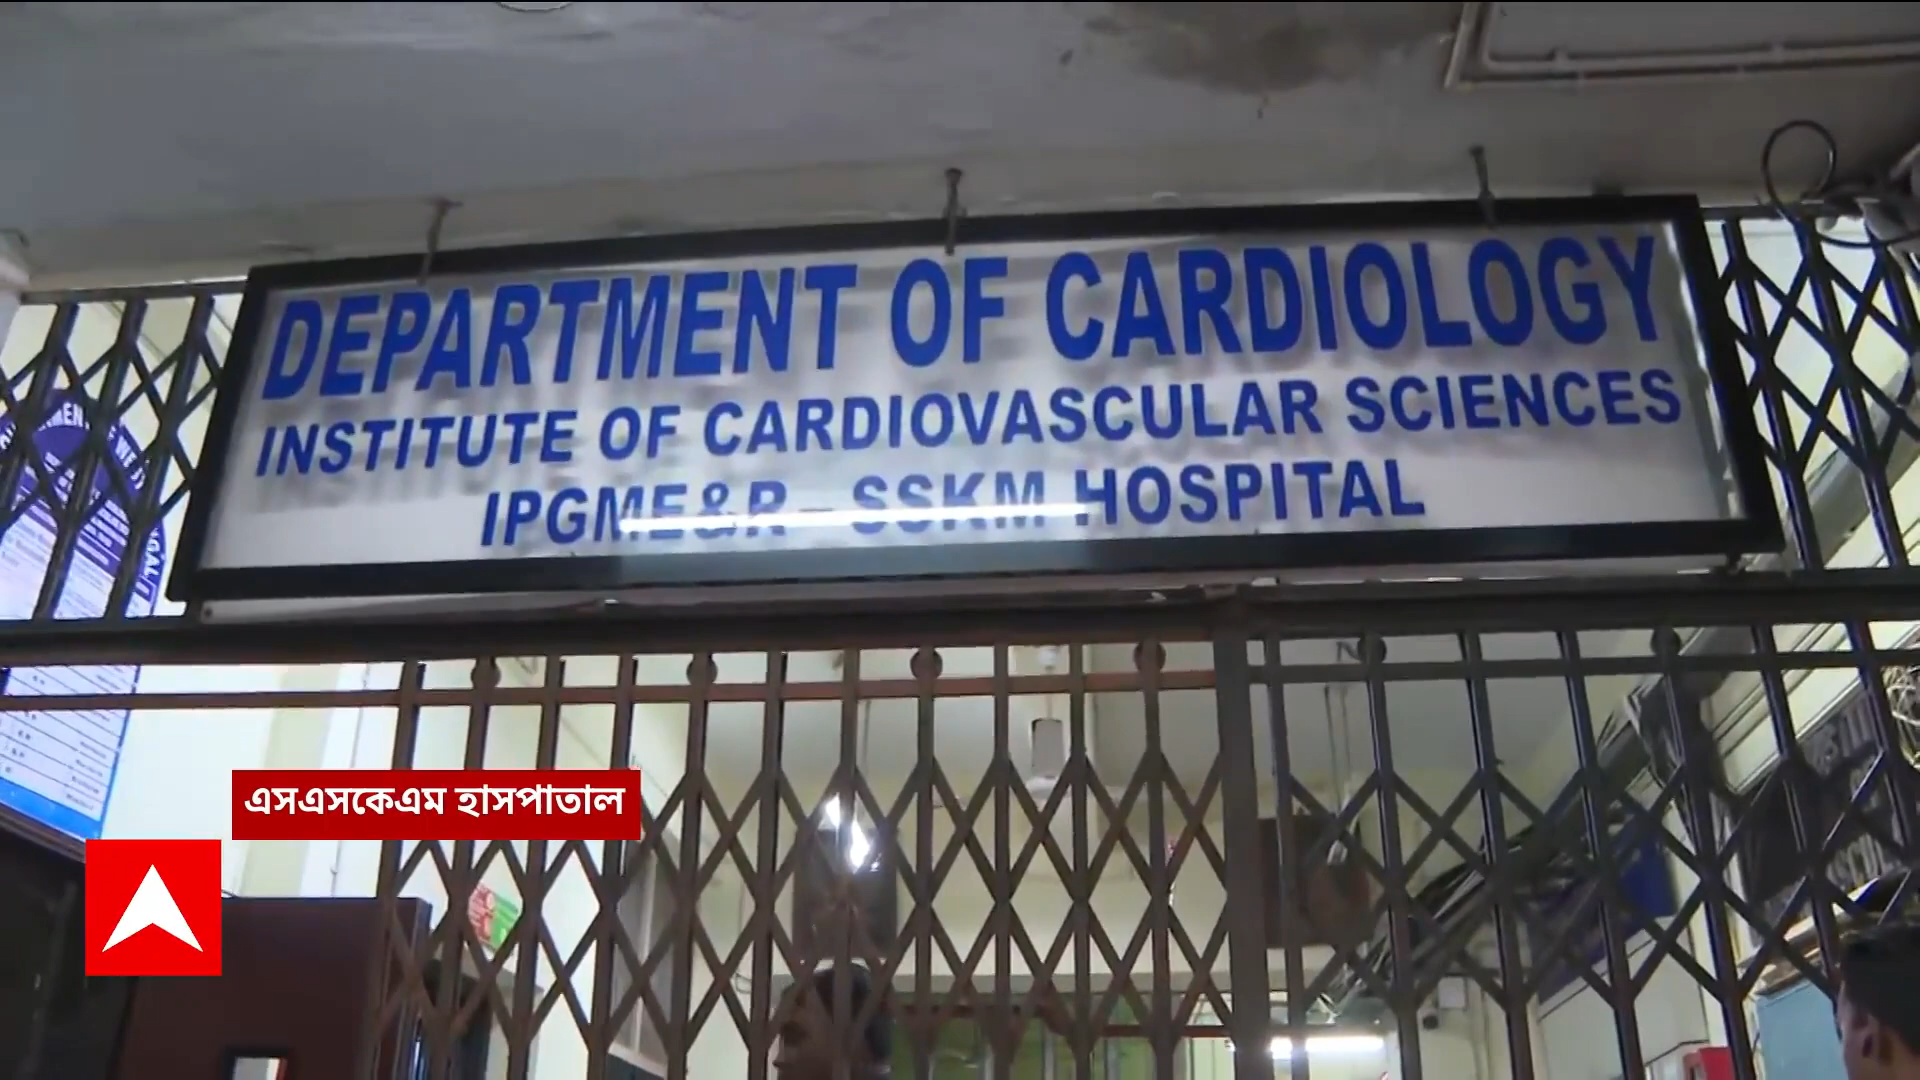 DEPARTMENT OF CARDIOLOGY
INSTITUTE OF CARDIOVASCULAR SCIENCES
IPGME&R - SSKM HOSPITAL
এসএসকেএম হাসপাতাল